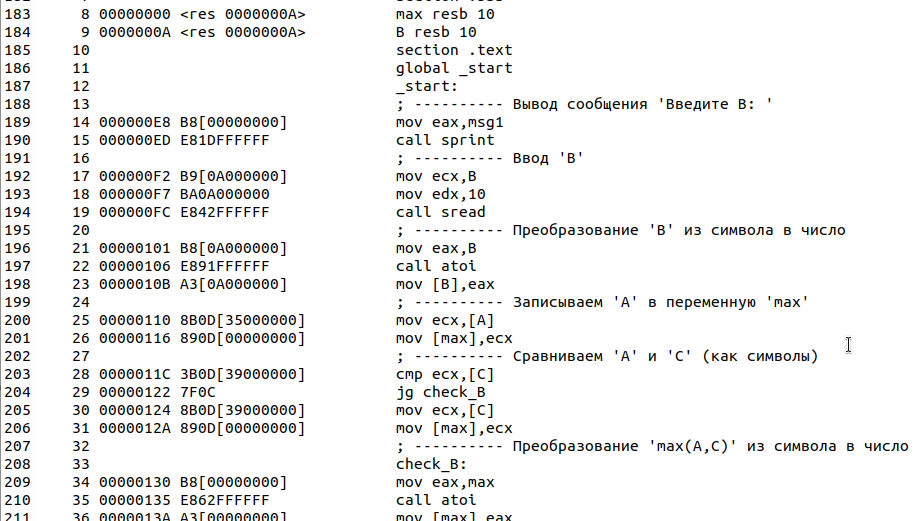 183 8 00000000 <res 0000000A> max resb 10
184 9 0000000A <res 0000000A> B resb 10
185 10 section .text
186 11 global _start
187 12 _start:
188 13 ; ---------- Вывод сообщения 'Введите B: '
189 14 000000E8 B8[00000000] mov eax,msg1
190 15 000000ED E81DFFFFFF call sprint
191 16 ; ---------- Ввод 'B'
192 17 000000F2 B9[0A000000] mov ecx,B
193 18 000000F7 BA0A000000 mov edx,10
194 19 000000FC E842FFFFFF call sread
195 20 ; ---------- Преобразование 'B' из символа в число
196 21 00000101 B8[0A000000] mov eax,B
197 22 00000106 E891FFFFFF call atoi
198 23 0000010B A3[0A000000] mov [B],eax
199 24 ; ---------- Записываем 'A' в переменную 'max'
200 25 00000110 8B0D[35000000] mov ecx,[A]
201 26 00000116 890D[00000000] mov [max],ecx
202 27 ; ---------- Сравниваем 'A' и 'C' (как символы)
203 28 0000011C 3B0D[39000000] cmp ecx,[C]
204 29 00000122 7F0C jg check_B
205 30 00000124 8B0D[39000000] mov ecx,[C]
206 31 0000012A 890D[00000000] mov [max],ecx
207 32 ; ---------- Преобразование 'max(A,C)' из символа в число
208 33 check_B:
209 34 00000130 B8[00000000] mov eax,max
210 35 00000135 E862FFFFFF call atoi
211 36 0000013A A3[00000000] mov [max],eax